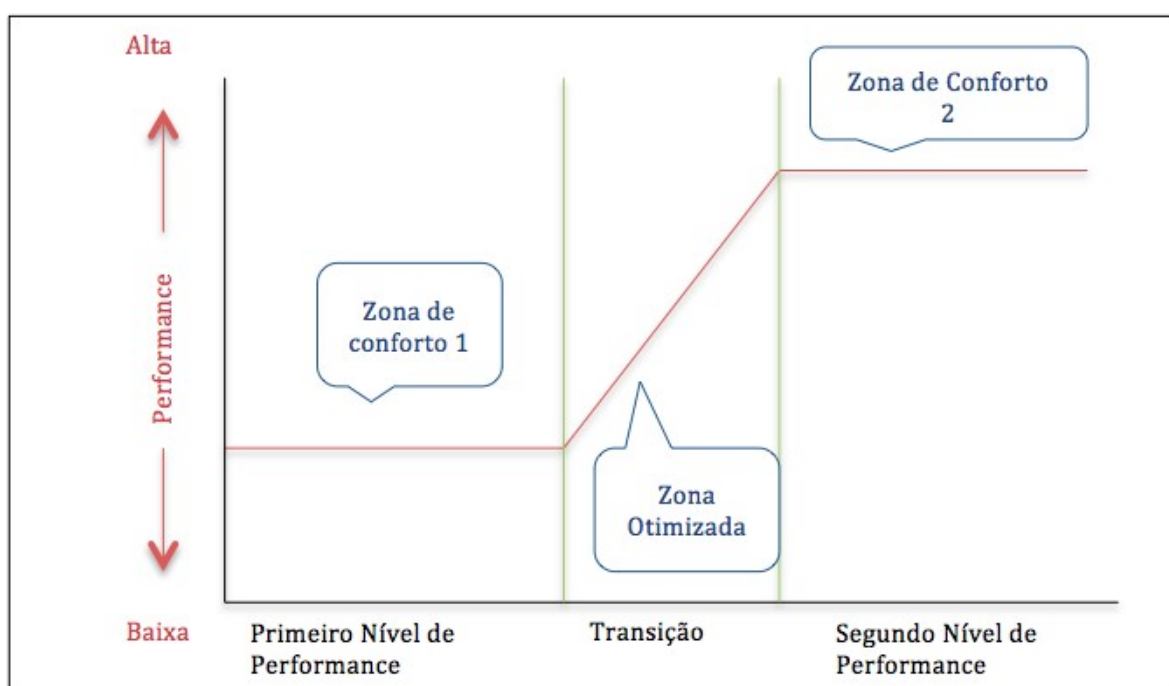 Alta
Zona de Conforto
2
Zona de
conforto 1
Performance
Zona
Otimizada
Baixa
Primeiro Nível de
Performance
Transição
Segundo Nível de
Performance